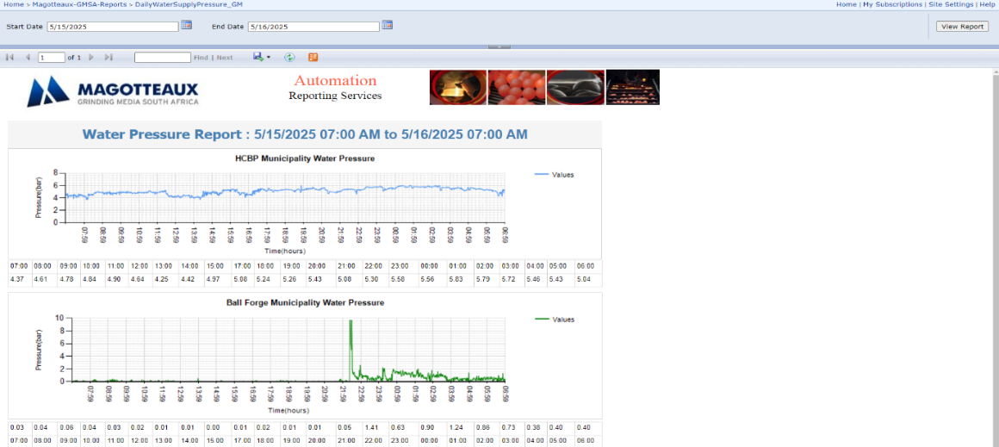 Home > Magotteaux-GMSA-Reports > DailyWaterSupplyPressure_GM
Home | My Subscriptions | Site Settings | Help
Start Date 5/15/2025 End Date 5/16/2025 View Report
1 of 1 Find | Next
MAGOTTEAUX
GRINDING MEDIA SOUTH AFRICA
Automation
Reporting Services
Water Pressure Report : 5/15/2025 07:00 AM to 5/16/2025 07:00 AM
HCBP Municipality Water Pressure
Pressure(bar)
8
6
4
2
0
Values
07:59 08:59 09:59 10:59 11:59 12:59 13:59 14:59 15:59 16:59 17:59 18:59 19:59 20:59 21:59 22:59 23:59 00:59 01:59 02:59 03:59 04:59 05:59 06:59
Time(hours)
07:00 08:00 09:00 10:00 11:00 12:00 13:00 14:00 15:00 17:00 18:00 19:00 20:00 21:00 22:00 23:00 00:00 01:00 02:00 03:00 04:00 05:00 06:00
4.37 4.61 4.78 4.84 4.90 4.64 4.25 4.42 4.97 5.08 5.24 5.26 5.43 5.08 5.30 5.58 5.56 5.83 5.79 5.72 5.46 5.43 5.04
Ball Forge Municipality Water Pressure
Pressure(bar)
10
8
6
4
2
0
Values
07:59 08:59 09:59 10:59 11:59 12:59 13:59 14:59 15:59 16:59 17:59 18:59 19:59 20:59 21:59 22:59 23:59 00:59 01:59 02:59 03:59 04:59 05:59 06:59
Time(hours)
0.03 0.04 0.06 0.04 0.03 0.02 0.01 0.01 0.00 0.01 0.02 0.01 0.01 0.05 1.41 0.63 0.90 1.24 0.86 0.73 0.38 0.40 0.40
07:00 08:00 09:00 10:00 11:00 12:00 13:00 14:00 15:00 17:00 18:00 19:00 20:00 21:00 22:00 23:00 00:00 01:00 02:00 03:00 04:00 05:00 06:00